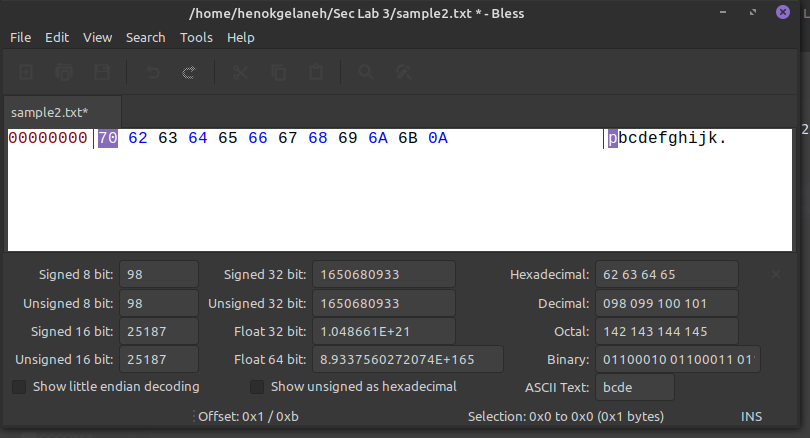 /home/henokgelaneh/Sec Lab 3/sample2.txt * - Bless
File Edit View Search Tools Help
sample2.txt*
00000000 70 62 63 64 65 66 67 68 69 6A 6B 0A pbcdefghijk.
Signed 8 bit: 98 Signed 32 bit: 1650680933 Hexadecimal: 62 63 64 65
Unsigned 8 bit: 98 Unsigned 32 bit: 1650680933 Decimal: 098 099 100 101
Signed 16 bit: 25187 Float 32 bit: 1.048661E+21 Octal: 142 143 144 145
Unsigned 16 bit: 25187 Float 64 bit: 8.9337560272074E+165 Binary: 01100010 01100011 01
Show little endian decoding Show unsigned as hexadecimal ASCII Text: bcde
Offset: 0x1 / 0xb Selection: 0x0 to 0x0 (0x1 bytes) INS